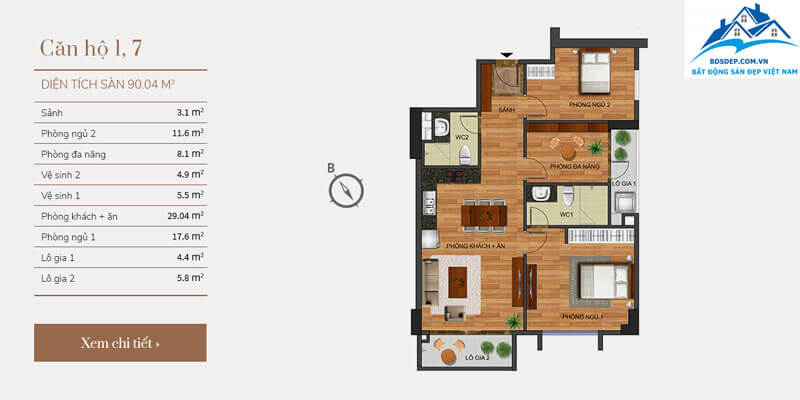 Căn hộ 1, 7
DIỆN TÍCH SÀN 90.04 M²
Sảnh 3.1 m²
Phòng ngủ 2 11.6 m²
Phòng đa năng 8.1 m²
Vệ sinh 2 4.9 m²
Vệ sinh 1 5.5 m²
Phòng khách + ăn 29.04 m²
Phòng ngủ 1 17.6 m²
Lô gia 1 4.4 m²
Lô gia 2 5.8 m²
Xem chi tiết
B
SẢNH
PHÒNG NGỦ 2
WC2
PHÒNG ĐA NĂNG
LÔ GIA 1
WC1
PHÒNG KHÁCH + ĂN
PHÒNG NGỦ 1
LÔ GIA 2
BDSDEP.COM.VN
BẤT ĐỘNG SẢN ĐẸP VIỆT NAM